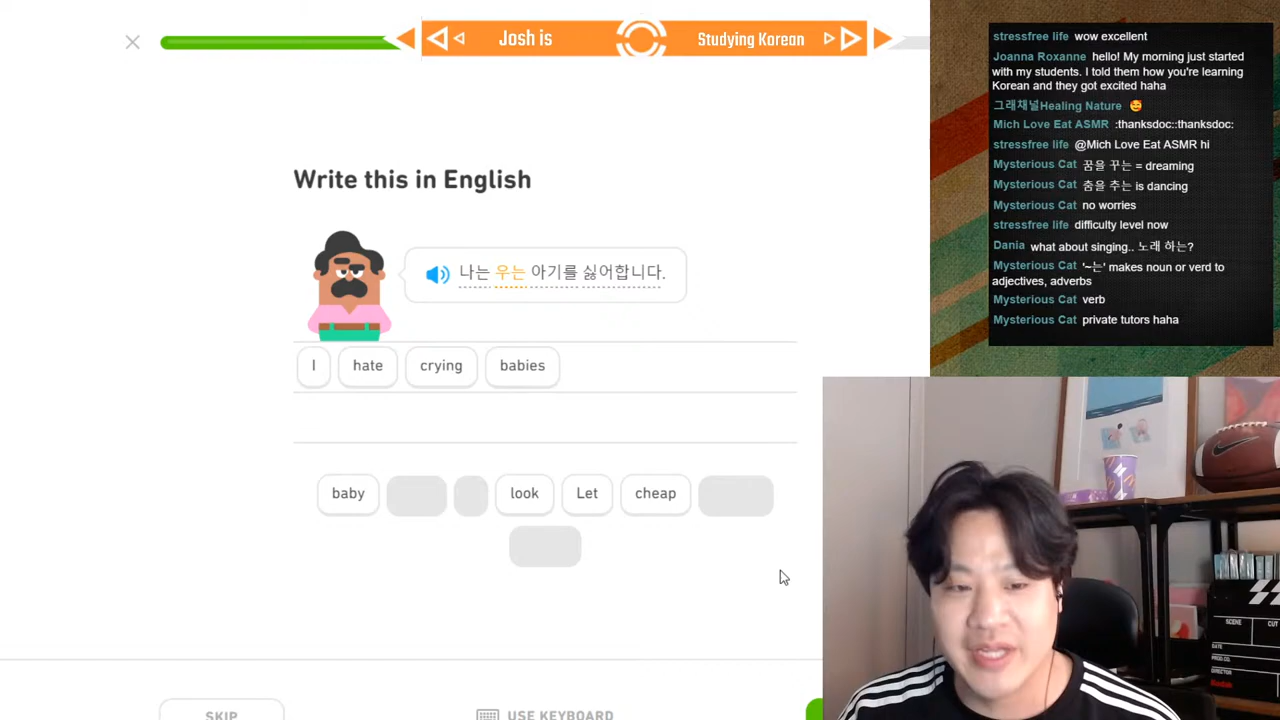 Josh is
Studying Korean
Write this in English
나는 우는 아기를 싫어합니다.
I hate crying babies
baby look Let cheap
SKIP
USE KEYBOARD
stressfree life wow excellent
Joanna Roxanne hello! My morning just started
with my students. I told them how you're learning
Korean and they got excited haha
그래채널Healing Nature 🥰
Mich Love Eat ASMR :thanksdoc::thanksdoc:
stressfree life @Mich Love Eat ASMR hi
Mysterious Cat 꿈을 꾸는 = dreaming
Mysterious Cat 춤을 추는 is dancing
Mysterious Cat no worries
stressfree life difficulty level now
Dania what about singing.. 노래 하는?
Mysterious Cat '~는' makes noun or verd to
adjectives, adverbs
Mysterious Cat verb
Mysterious Cat private tutors haha
SCENE
CUT
DIRECTOR
Kodak